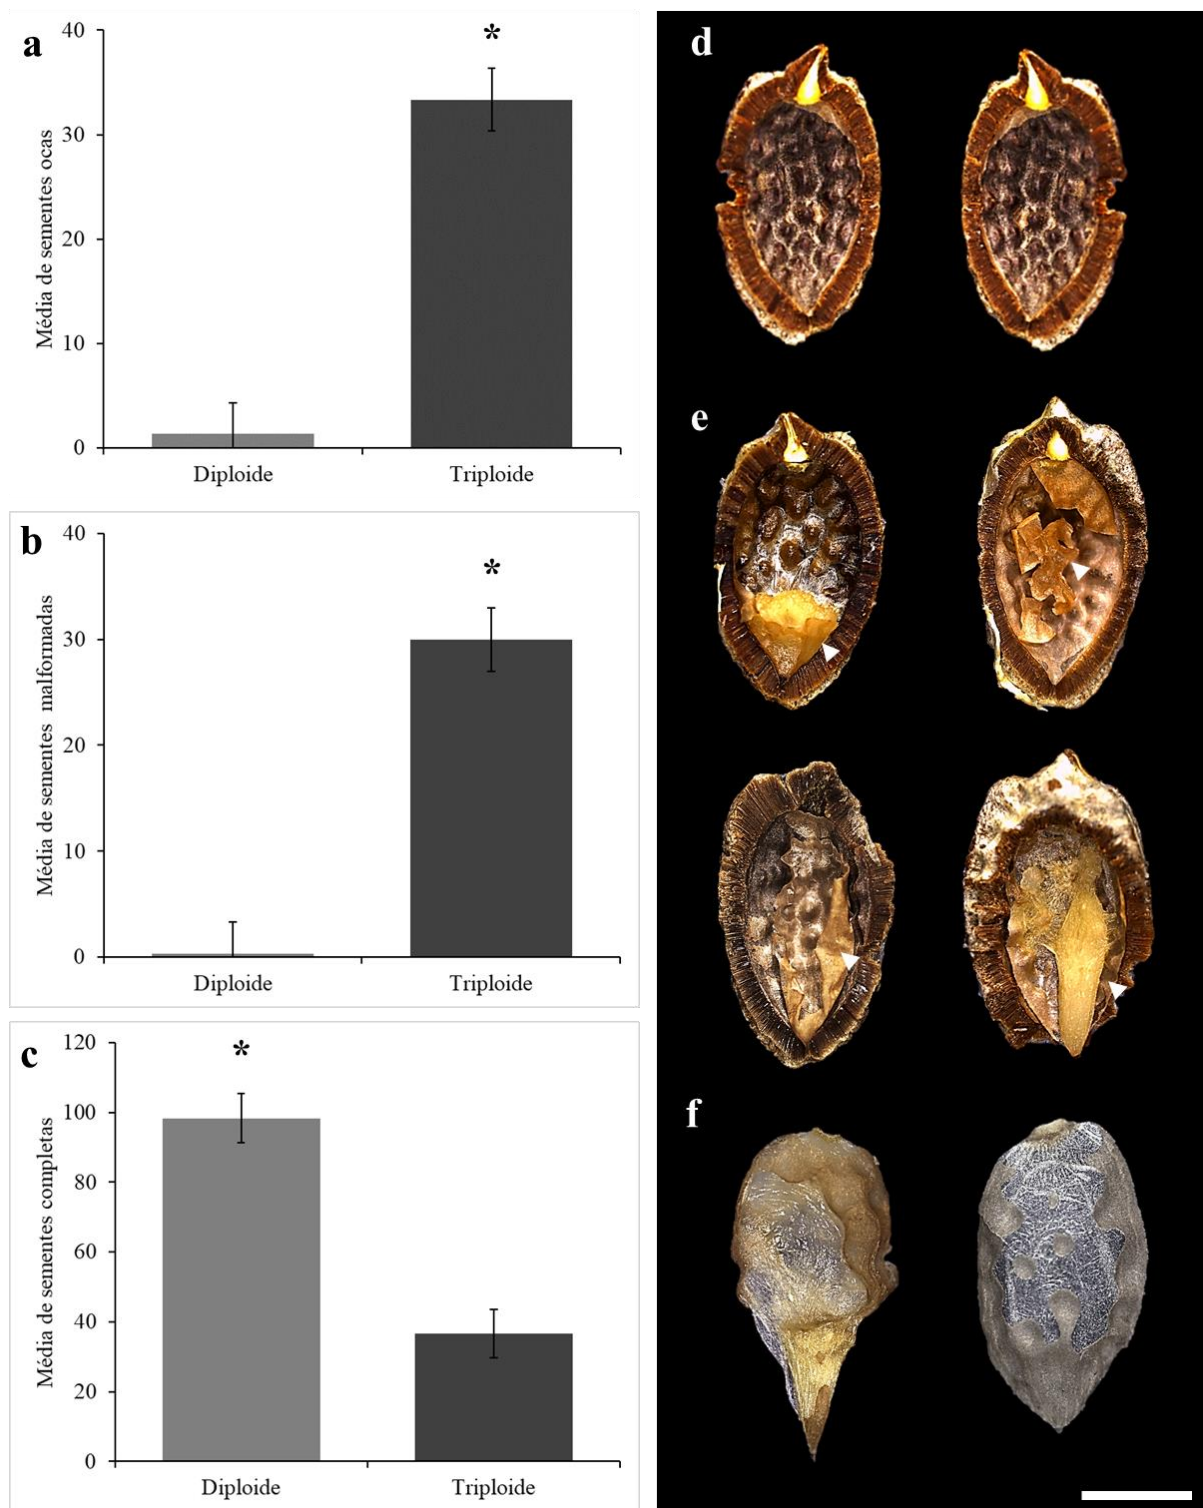 a
*
40
30
20
10
0
Média de sementes ocas
Diploide
Triploide
b
*
40
30
20
10
0
Média de sementes malformadas
Diploide
Triploide
c
*
120
100
80
60
40
20
0
Média de sementes completas
Diploide
Triploide
d
e
f